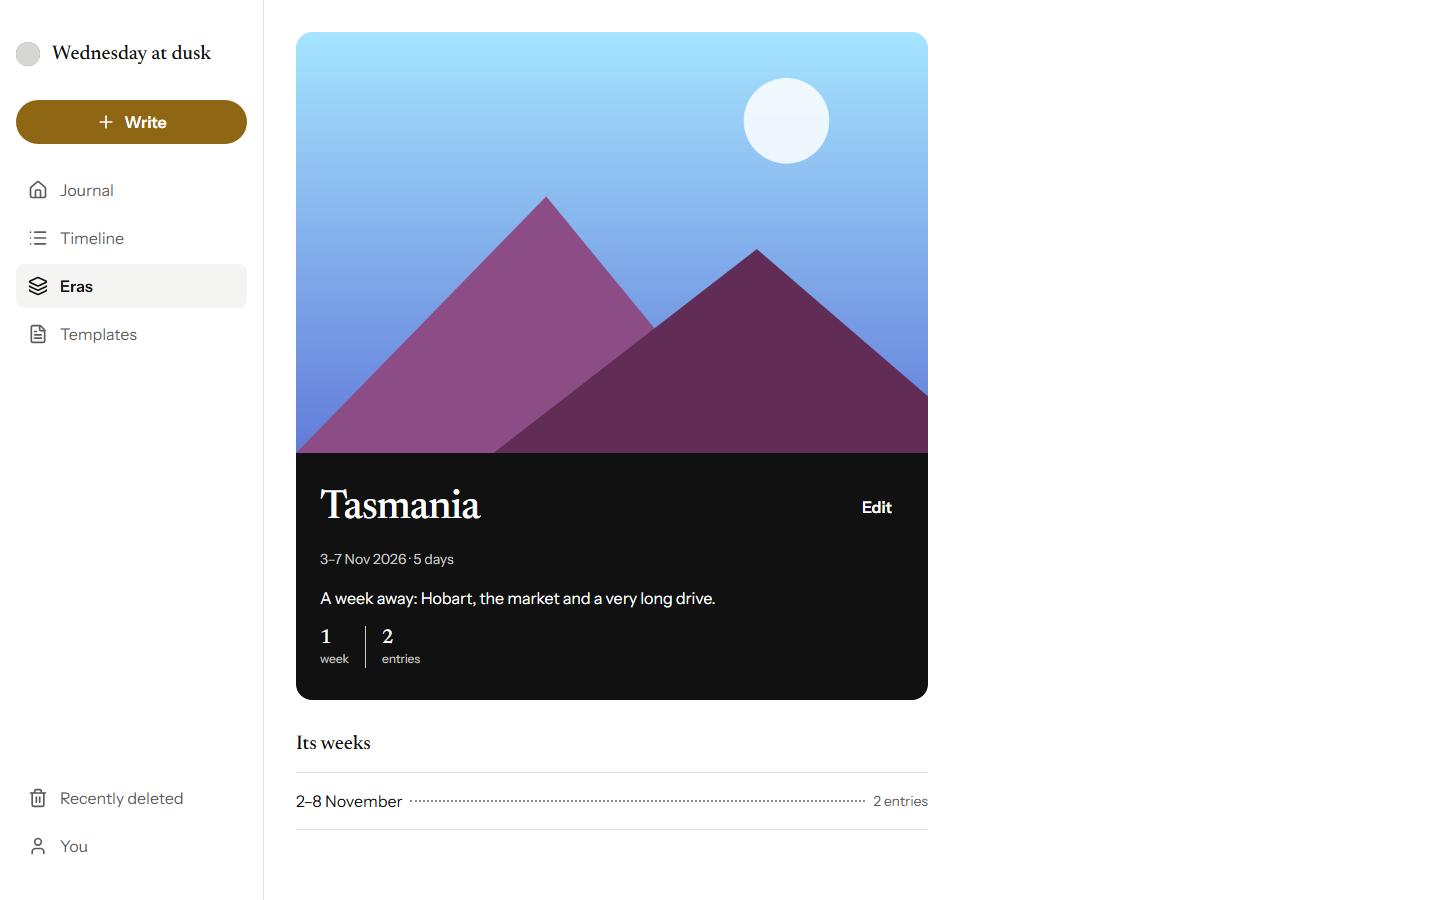 Wednesday at dusk
Write
Journal
Timeline
Eras
Templates
Recently deleted
You
Tasmania
Edit
3–7 Nov 2026 · 5 days
A week away: Hobart, the market and a very long drive.
1
week
2
entries
Its weeks
2–8 November
2 entries